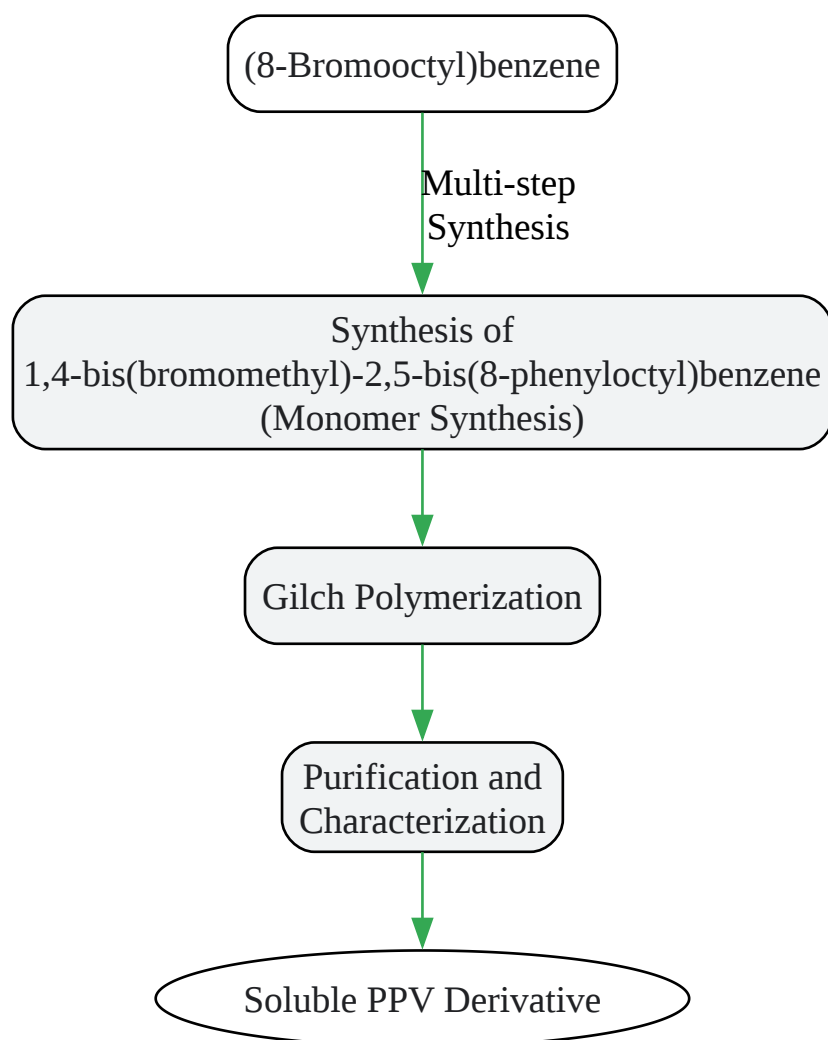 (8-Bromooctyl)benzene
Multi-step
Synthesis
Synthesis of
1,4-bis(bromomethyl)-2,5-bis(8-phenyloctyl)benzene
(Monomer Synthesis)
Gilch Polymerization
Purification and
Characterization
Soluble PPV Derivative